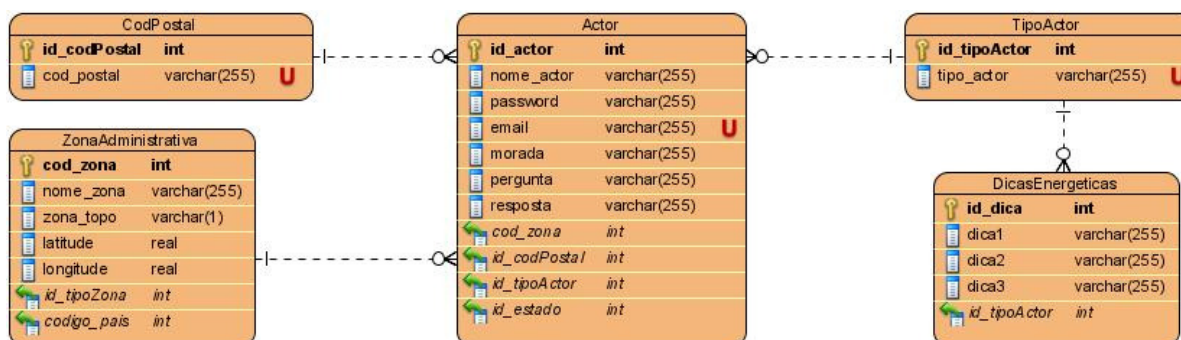 CodPostal
id_codPostal int
cod_postal varchar(255) U
ZonaAdministrativa
cod_zona int
nome_zona varchar(255)
zona_topo varchar(1)
latitude real
longitude real
id_tipoZona int
codigo_pais int
Actor
id_actor int
nome_actor varchar(255)
password varchar(255)
email varchar(255) U
morada varchar(255)
pergunta varchar(255)
resposta varchar(255)
cod_zona int
id_codPostal int
id_tipoActor int
id_estado int
TipoActor
id_tipoActor int
tipo_actor varchar(255) U
DicasEnergeticas
id_dica int
dica1 varchar(255)
dica2 varchar(255)
dica3 varchar(255)
id_tipoActor int